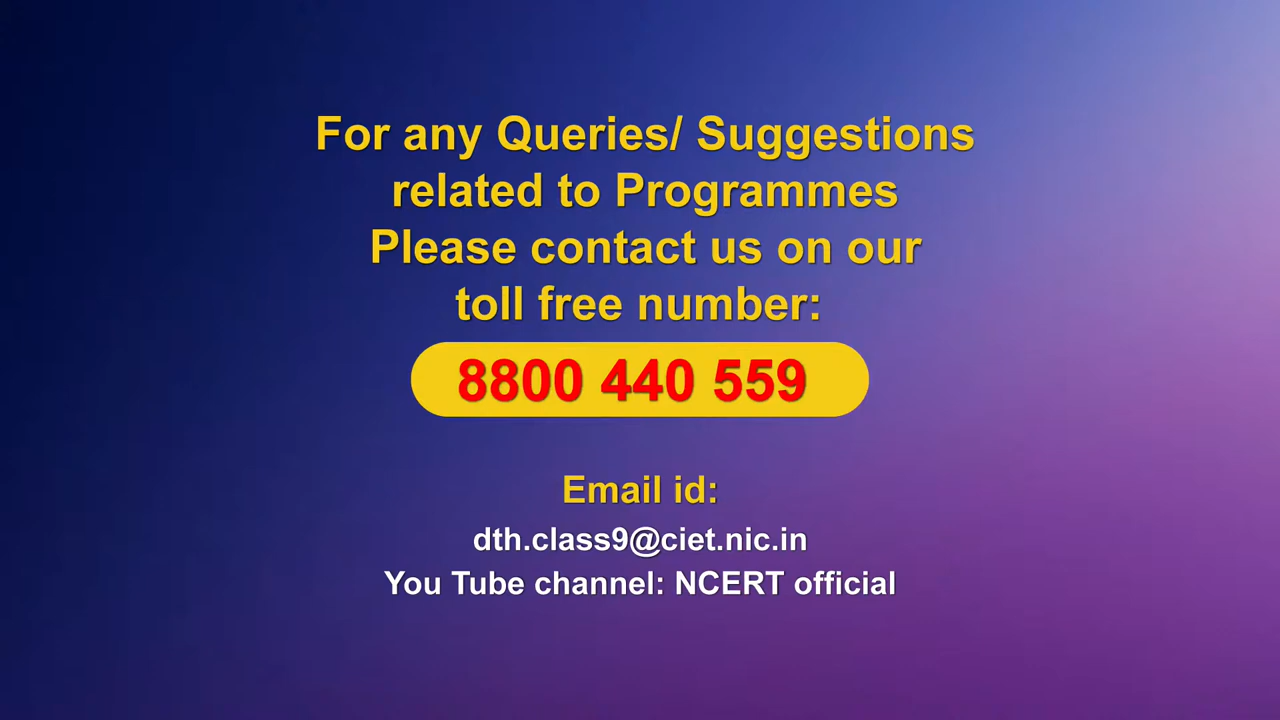 For any Queries/ Suggestions
related to Programmes
Please contact us on our
toll free number:
8800 440 559
Email id:
dth.class9@ciet.nic.in
You Tube channel: NCERT official